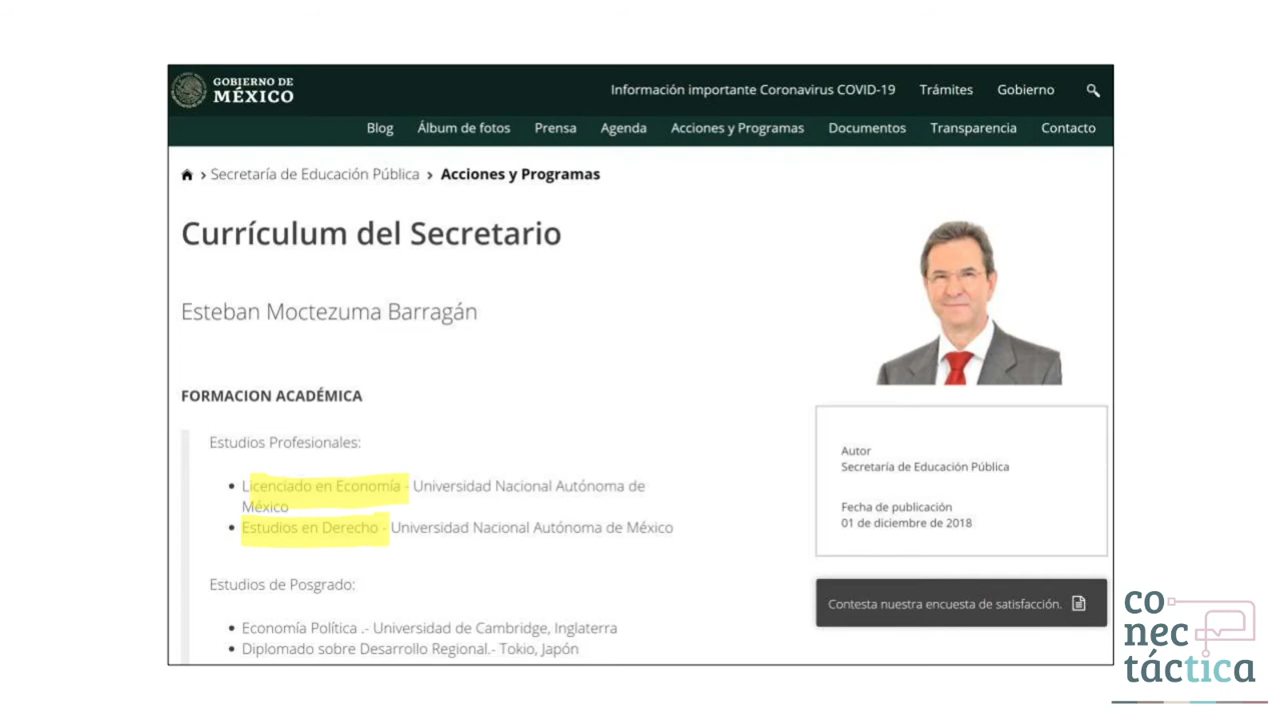 GOBIERNO DE
MÉXICO
Información importante Coronavirus COVID-19 Trámites Gobierno
Blog Álbum de fotos Prensa Agenda Acciones y Programas Documentos Transparencia Contacto
> Secretaría de Educación Pública > Acciones y Programas
Currículum del Secretario
Esteban Moctezuma Barragán
FORMACION ACADÉMICA
Estudios Profesionales:
• Licenciado en Economía - Universidad Nacional Autónoma de
México
• Estudios en Derecho - Universidad Nacional Autónoma de México
Estudios de Posgrado:
• Economía Política .- Universidad de Cambridge, Inglaterra
• Diplomado sobre Desarrollo Regional.- Tokio, Japón
Autor
Secretaría de Educación Pública
Fecha de publicación
01 de diciembre de 2018
Contesta nuestra encuesta de satisfacción.
co
nec
táctica